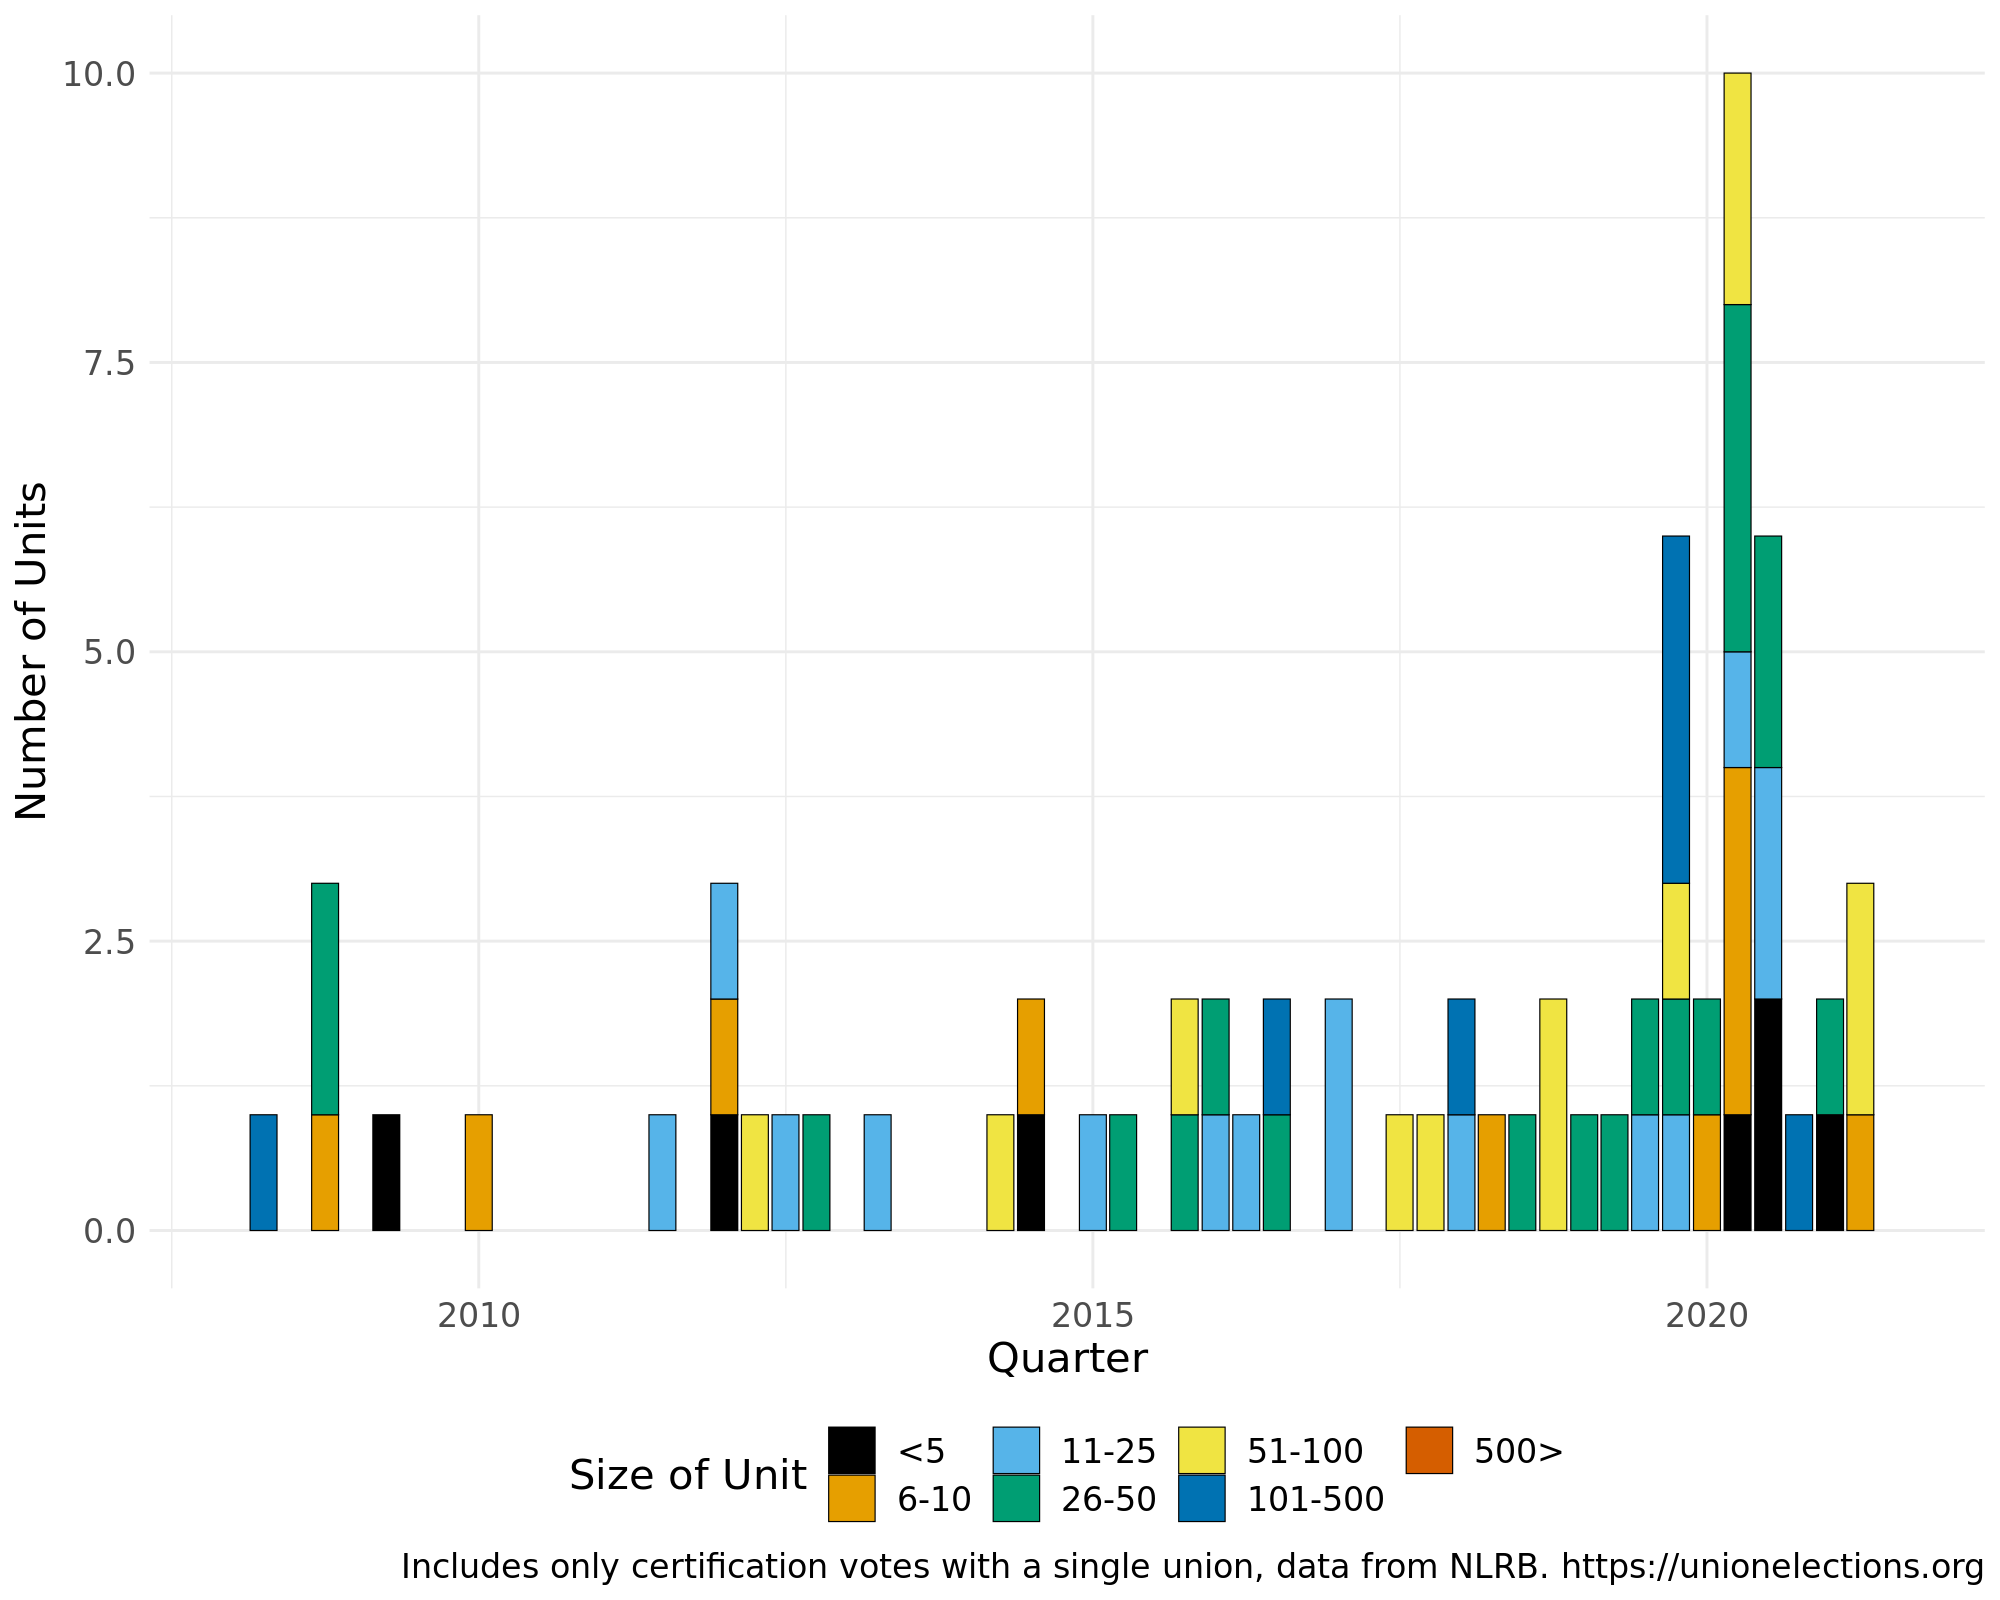 10.0
7.5
5.0
2.5
0.0
Number of Units
2010 2015 2020
Quarter
Size of Unit
<5 11-25 51-100 500>
6-10 26-50 101-500
Includes only certification votes with a single union, data from NLRB. https://unionelections.org